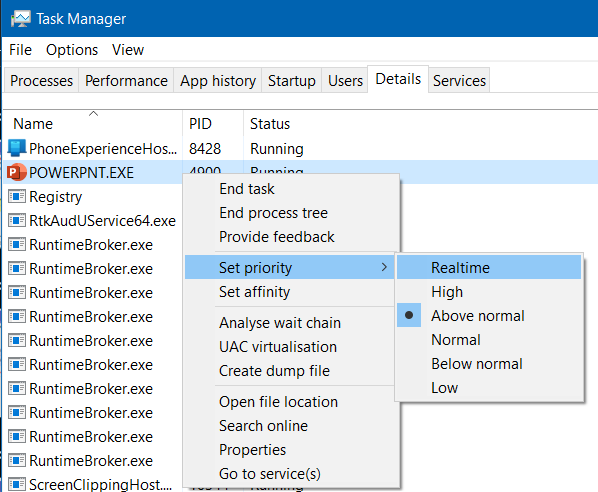 Task Manager
File Options View
Processes Performance App history Startup Users Details Services
Name PID Status
PhoneExperienceHos... 8428 Running
POWERPNT.EXE 4900 Running
Registry
RtkAudUService64.exe
RuntimeBroker.exe
RuntimeBroker.exe
RuntimeBroker.exe
RuntimeBroker.exe
RuntimeBroker.exe
RuntimeBroker.exe
RuntimeBroker.exe
RuntimeBroker.exe
RuntimeBroker.exe
RuntimeBroker.exe
ScreenClippingHost.... Running
End task
End process tree
Provide feedback
Set priority
Set affinity
Analyse wait chain
UAC virtualisation
Create dump file
Open file location
Search online
Properties
Go to service(s)
Realtime
High
Above normal
Normal
Below normal
Low